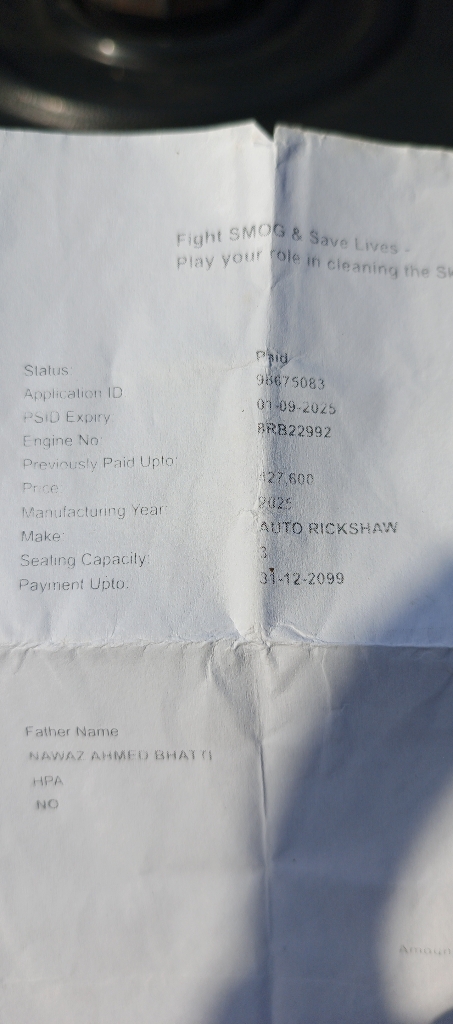 Fight SMOG & Save Lives -
Play your role in cleaning the
Status: Paid
Application ID 98675083
PSID Expiry 01-09-2025
Engine No: BRB22992
Previously Paid Upto:
Price 427,600
Manufacturing Year: 2025
Make: AUTO RICKSHAW
Seating Capacity: 3
Payment Upto: 31-12-2099
Father Name
NAWAZ AHMED BHATTI
HPA
NO